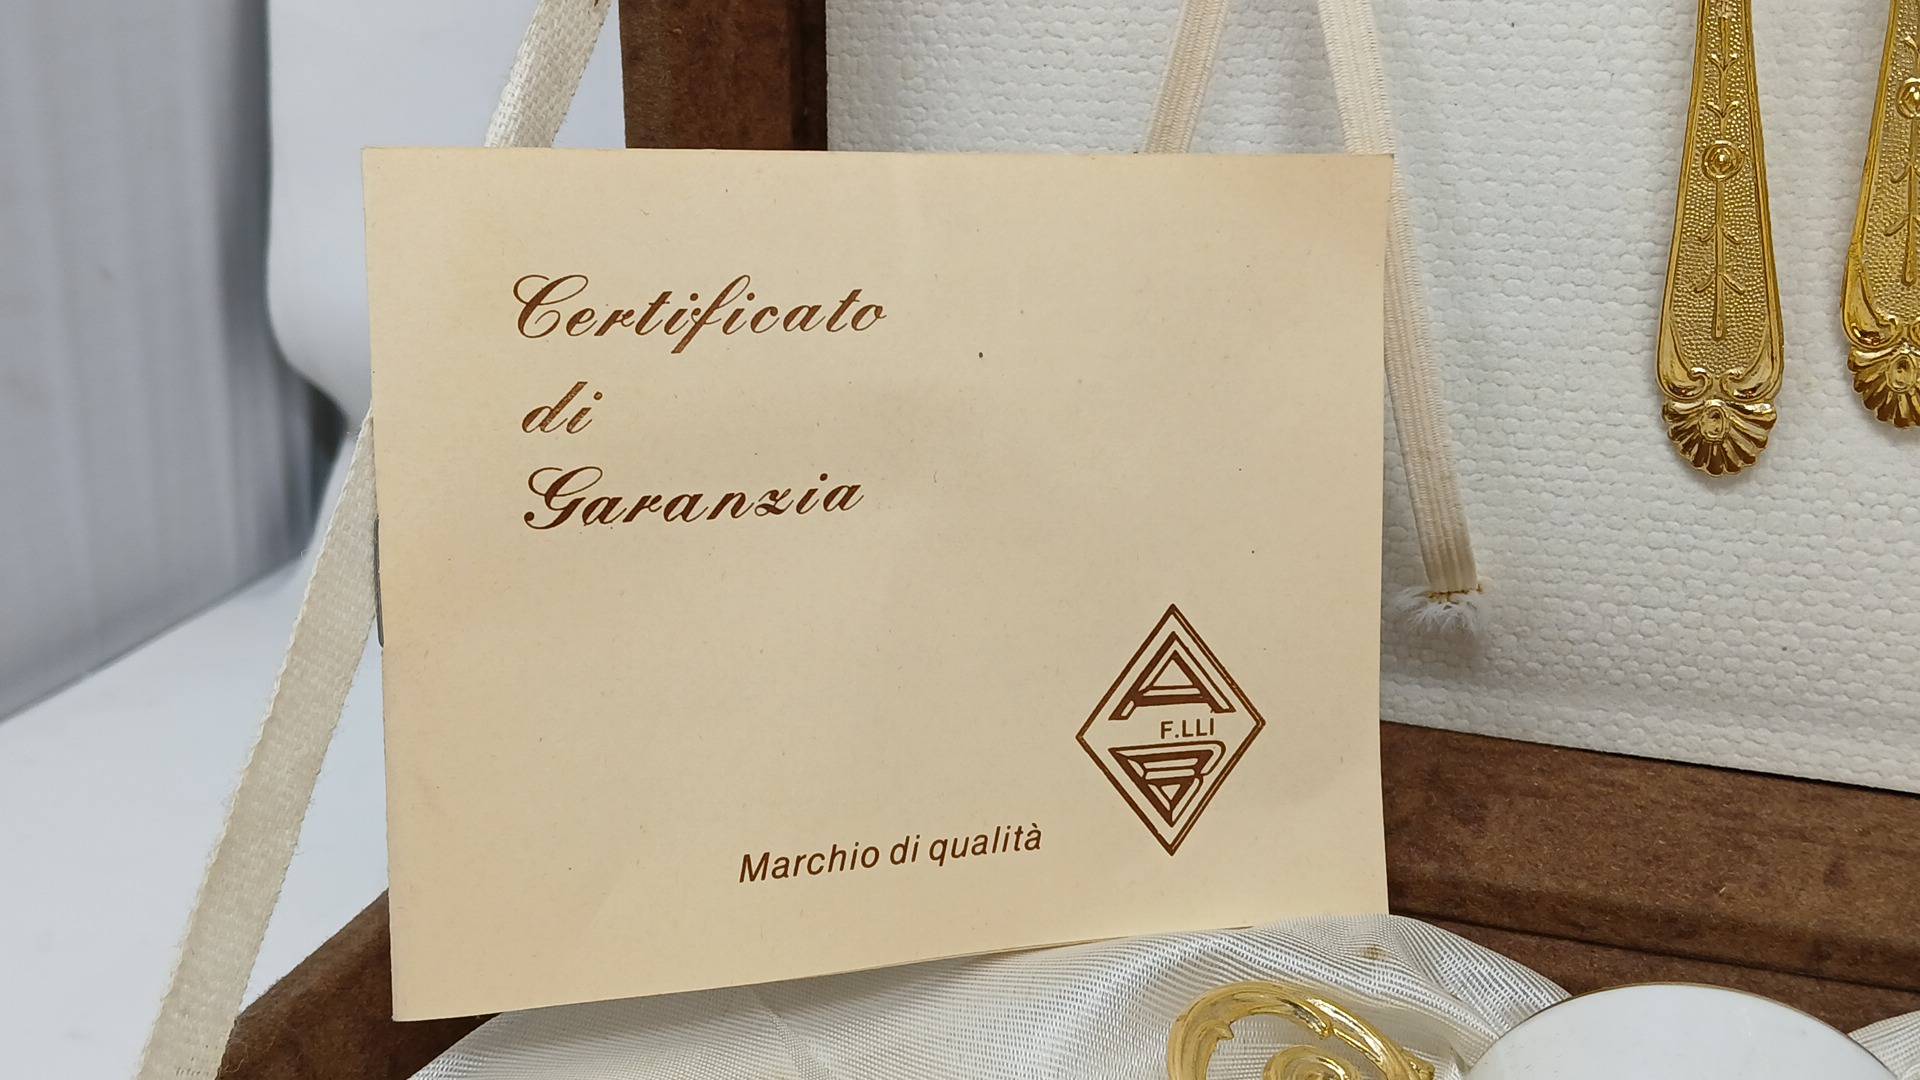 Certificato
di
Garanzia
A
F.LLI
B
Marchio di qualità